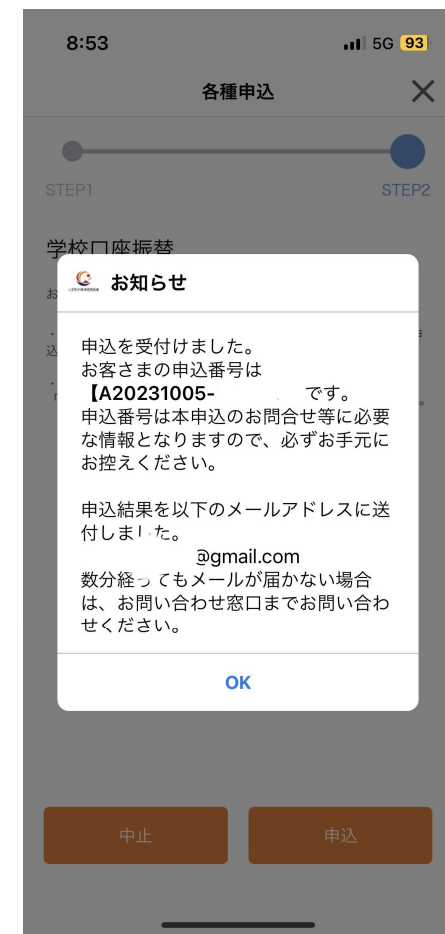 8:53
5G 93
各種申込
STEP1
STEP2
学校口座振替
お知らせ
申込を受付けました。
お客さまの申込番号は
【A20231005-
です。
申込番号は本申込のお問合せ等に必要
な情報となりますので、必ずお手元に
お控えください。
申込結果を以下のメールアドレスに送
付しました。
@gmail.com
数分経ってもメールが届かない場合
は、お問い合わせ窓口までお問い合わ
せください。
OK
中止
申込